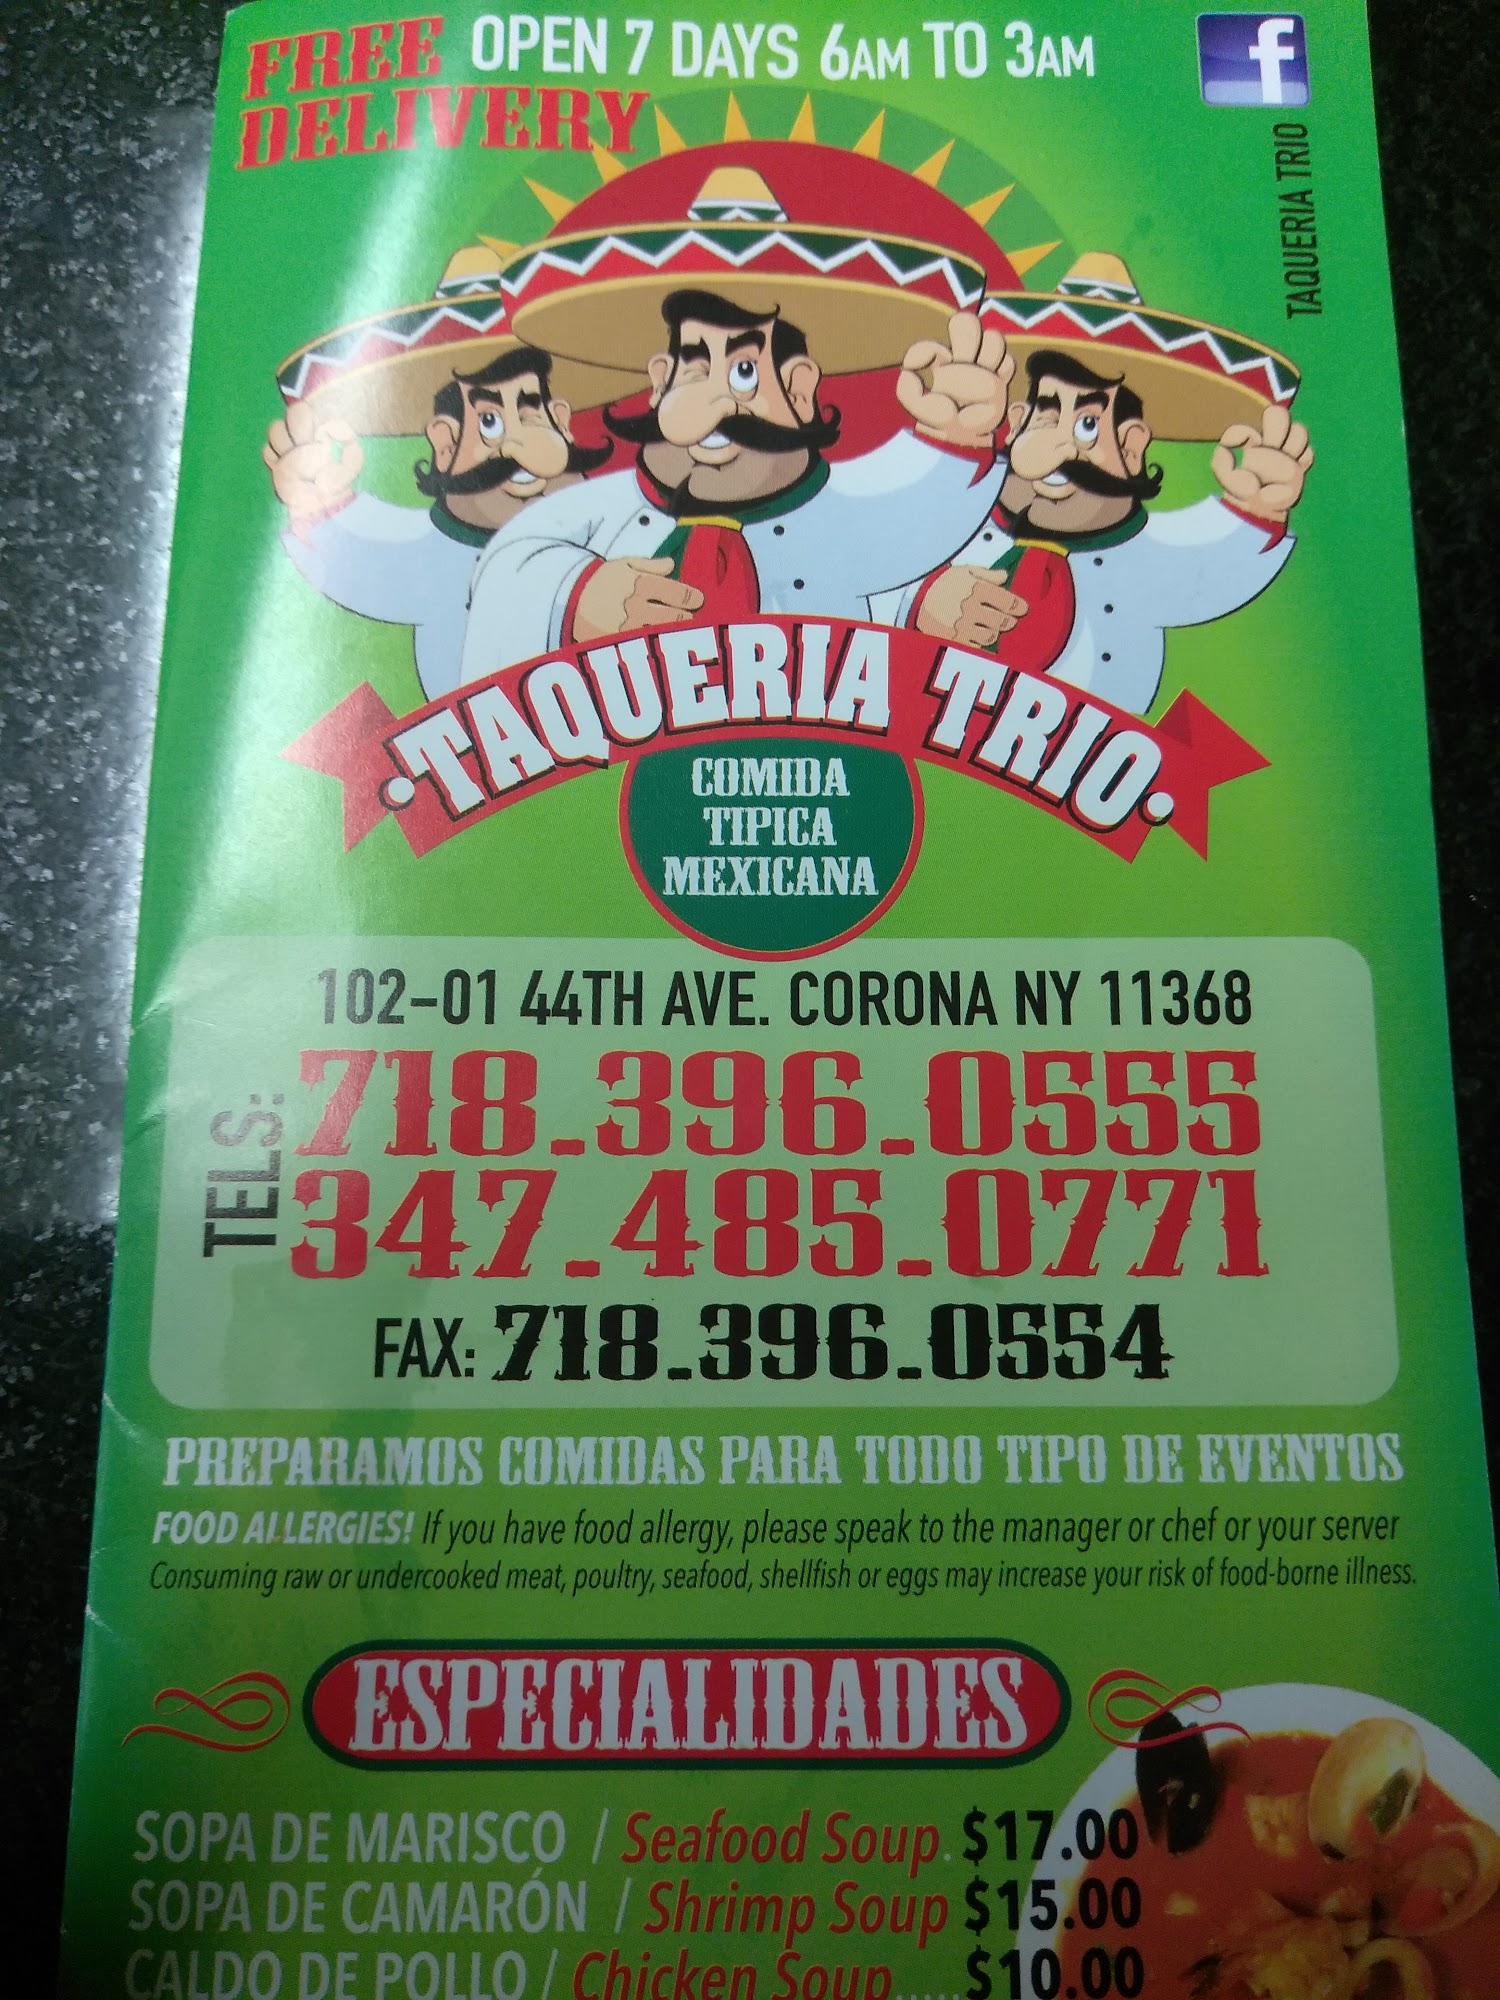 FREE DELIVERY
OPEN 7 DAYS 6AM TO 3AM
f
TAQUERIA TRIO
·TAQUERIA TRIO·
COMIDA
TIPICA
MEXICANA
102-01 44TH AVE. CORONA NY 11368
TELS:
718.396.0555
347.485.0771
FAX: 718.396.0554
PREPARAMOS COMIDAS PARA TODO TIPO DE EVENTOS
FOOD ALLERGIES! If you have food allergy, please speak to the manager or chef or your server
Consuming raw or undercooked meat, poultry, seafood, shellfish or eggs may increase your risk of food-borne illness.
ESPECIALIDADES
SOPA DE MARISCO / Seafood Soup. $17.00
SOPA DE CAMARÓN / Shrimp Soup $15.00
CALDO DE POLLO / Chicken Soup.....$10.00